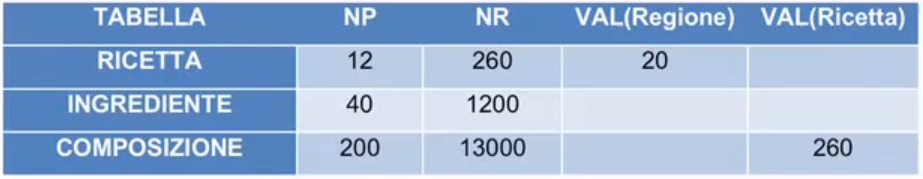 TABELLA NP NR VAL(Regione) VAL(Ricetta)
RICETTA 12 260 20
INGREDIENTE 40 1200
COMPOSIZIONE 200 13000 260